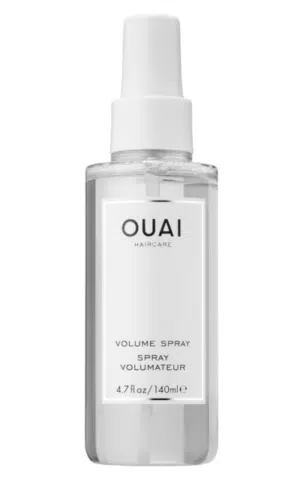 OUAI
HAIRCARE
VOLUME SPRAY
SPRAY
VOLUMATEUR
4.7 fl oz/140ml℮